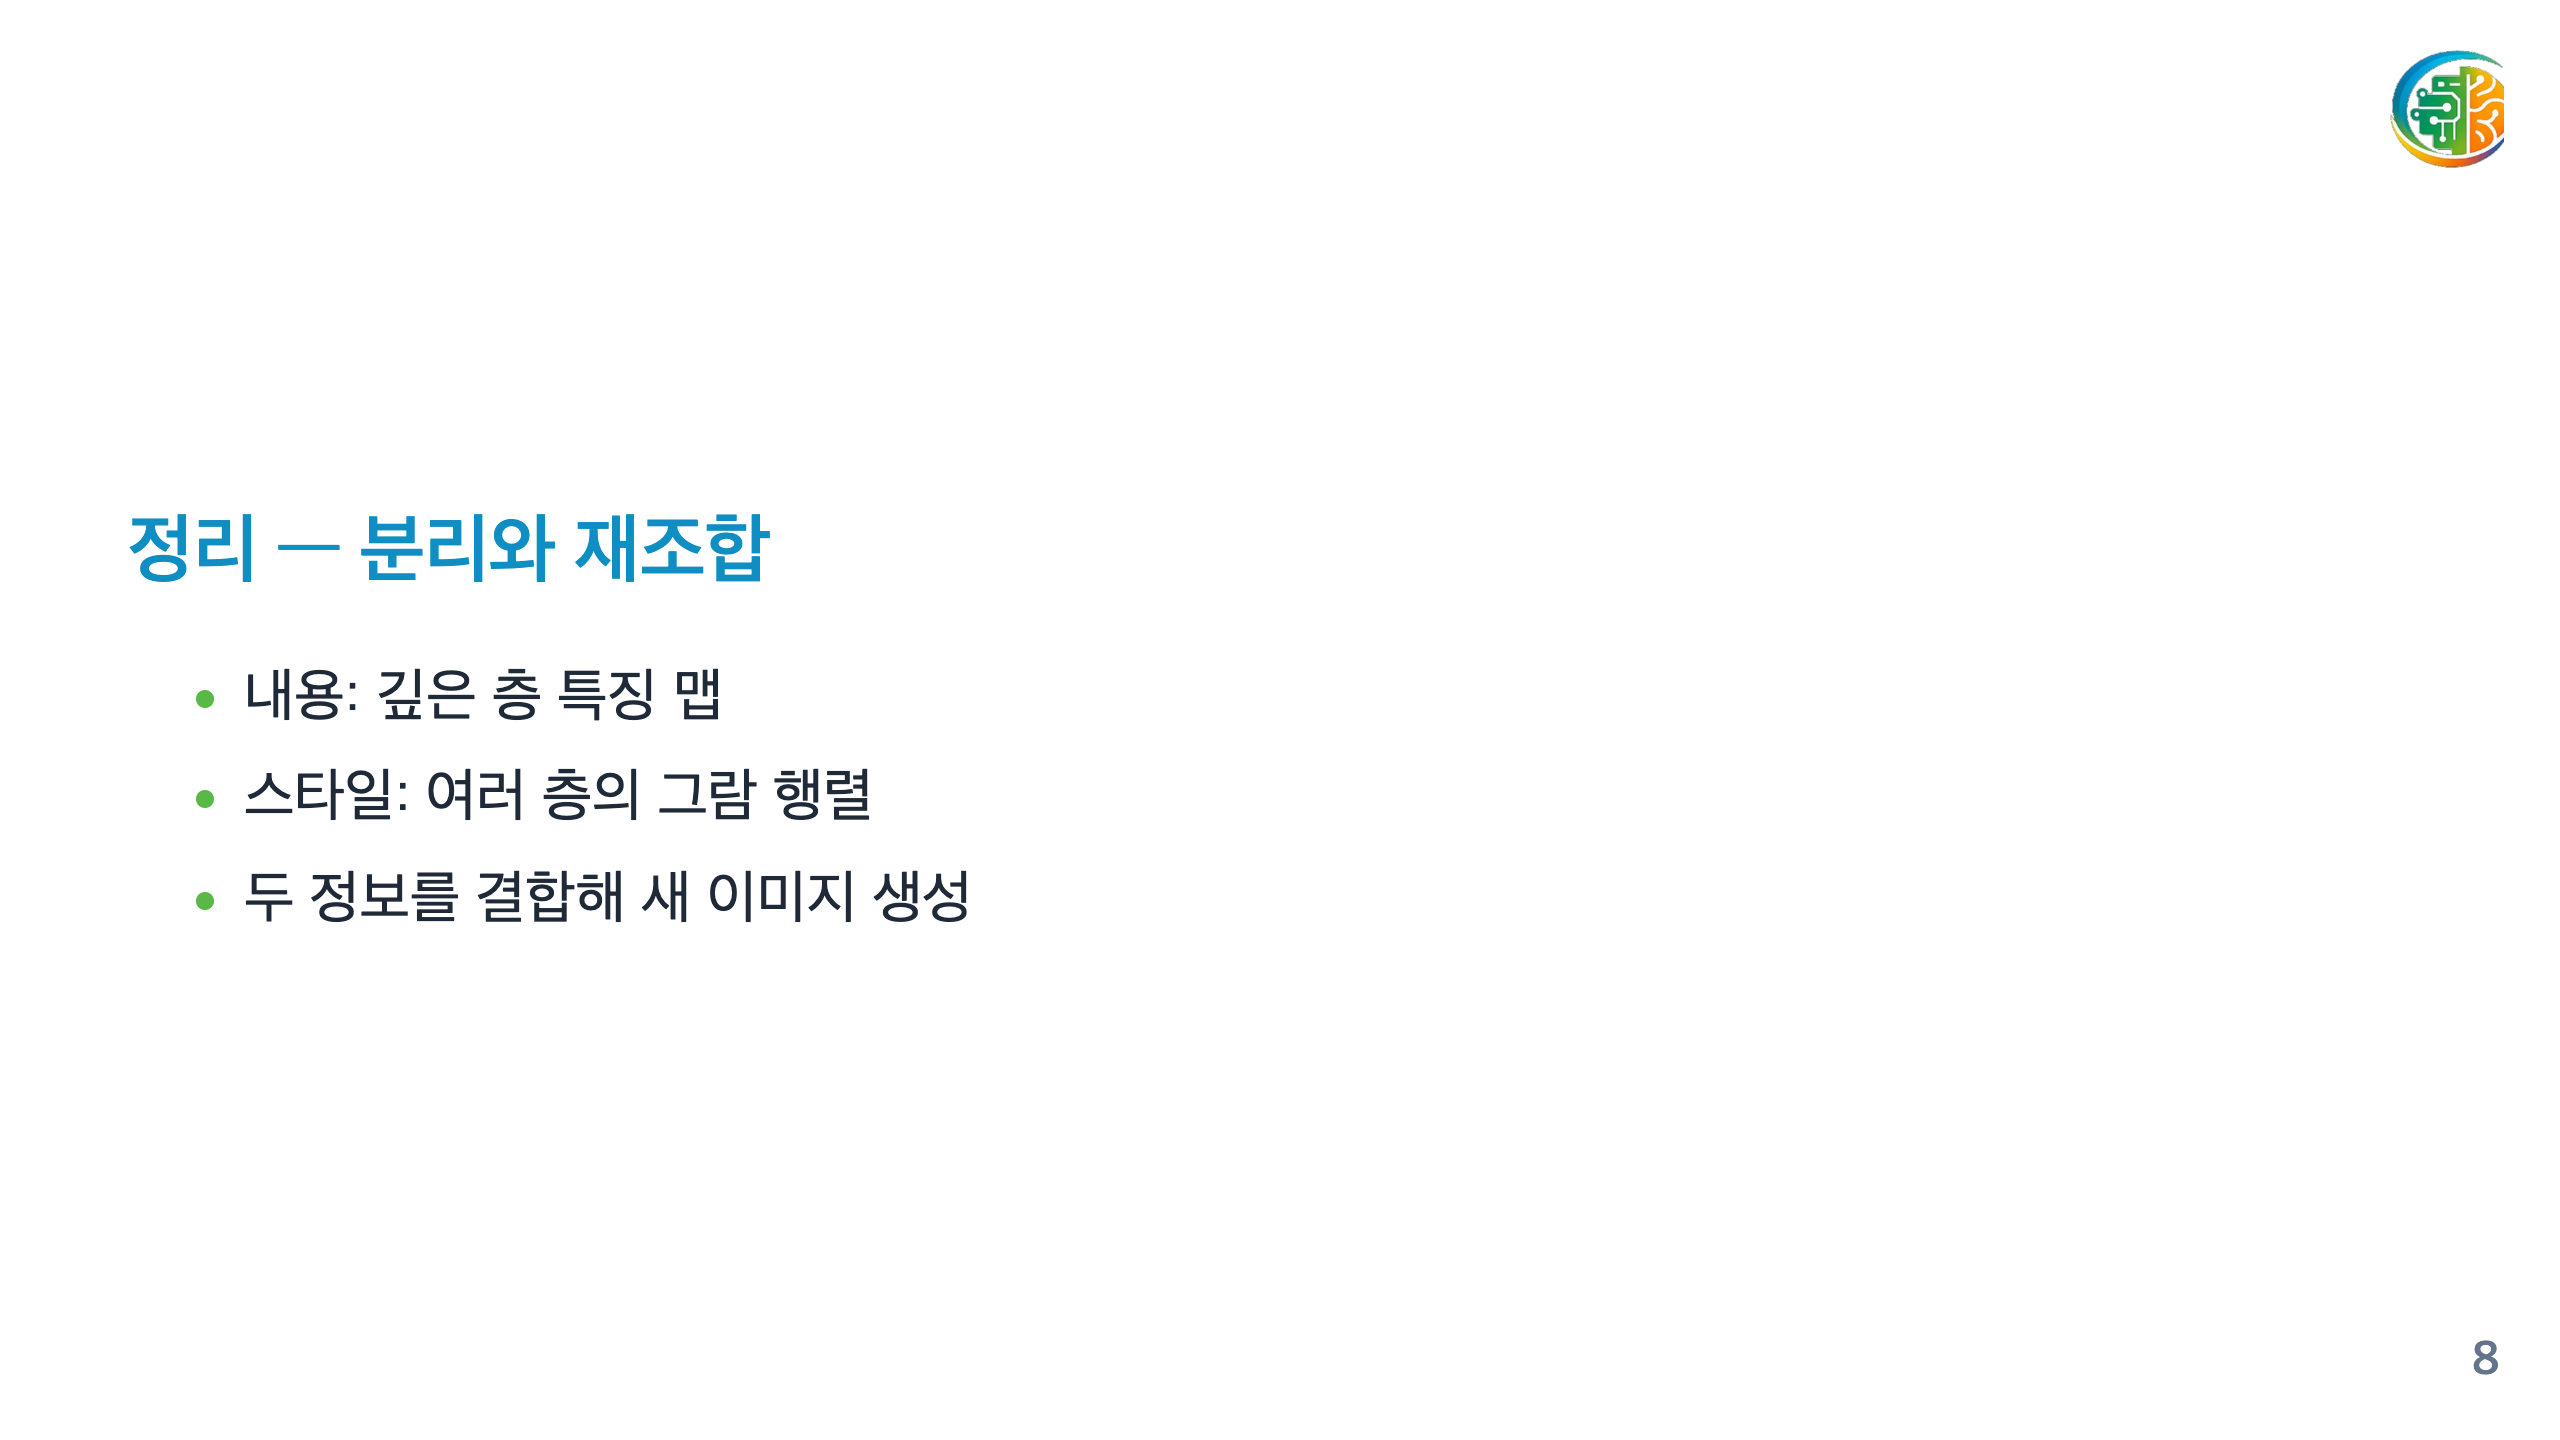 정리 — 분리와 재조합
• 내용: 깊은 층 특징 맵
• 스타일: 여러 층의 그람 행렬
• 두 정보를 결합해 새 이미지 생성
8